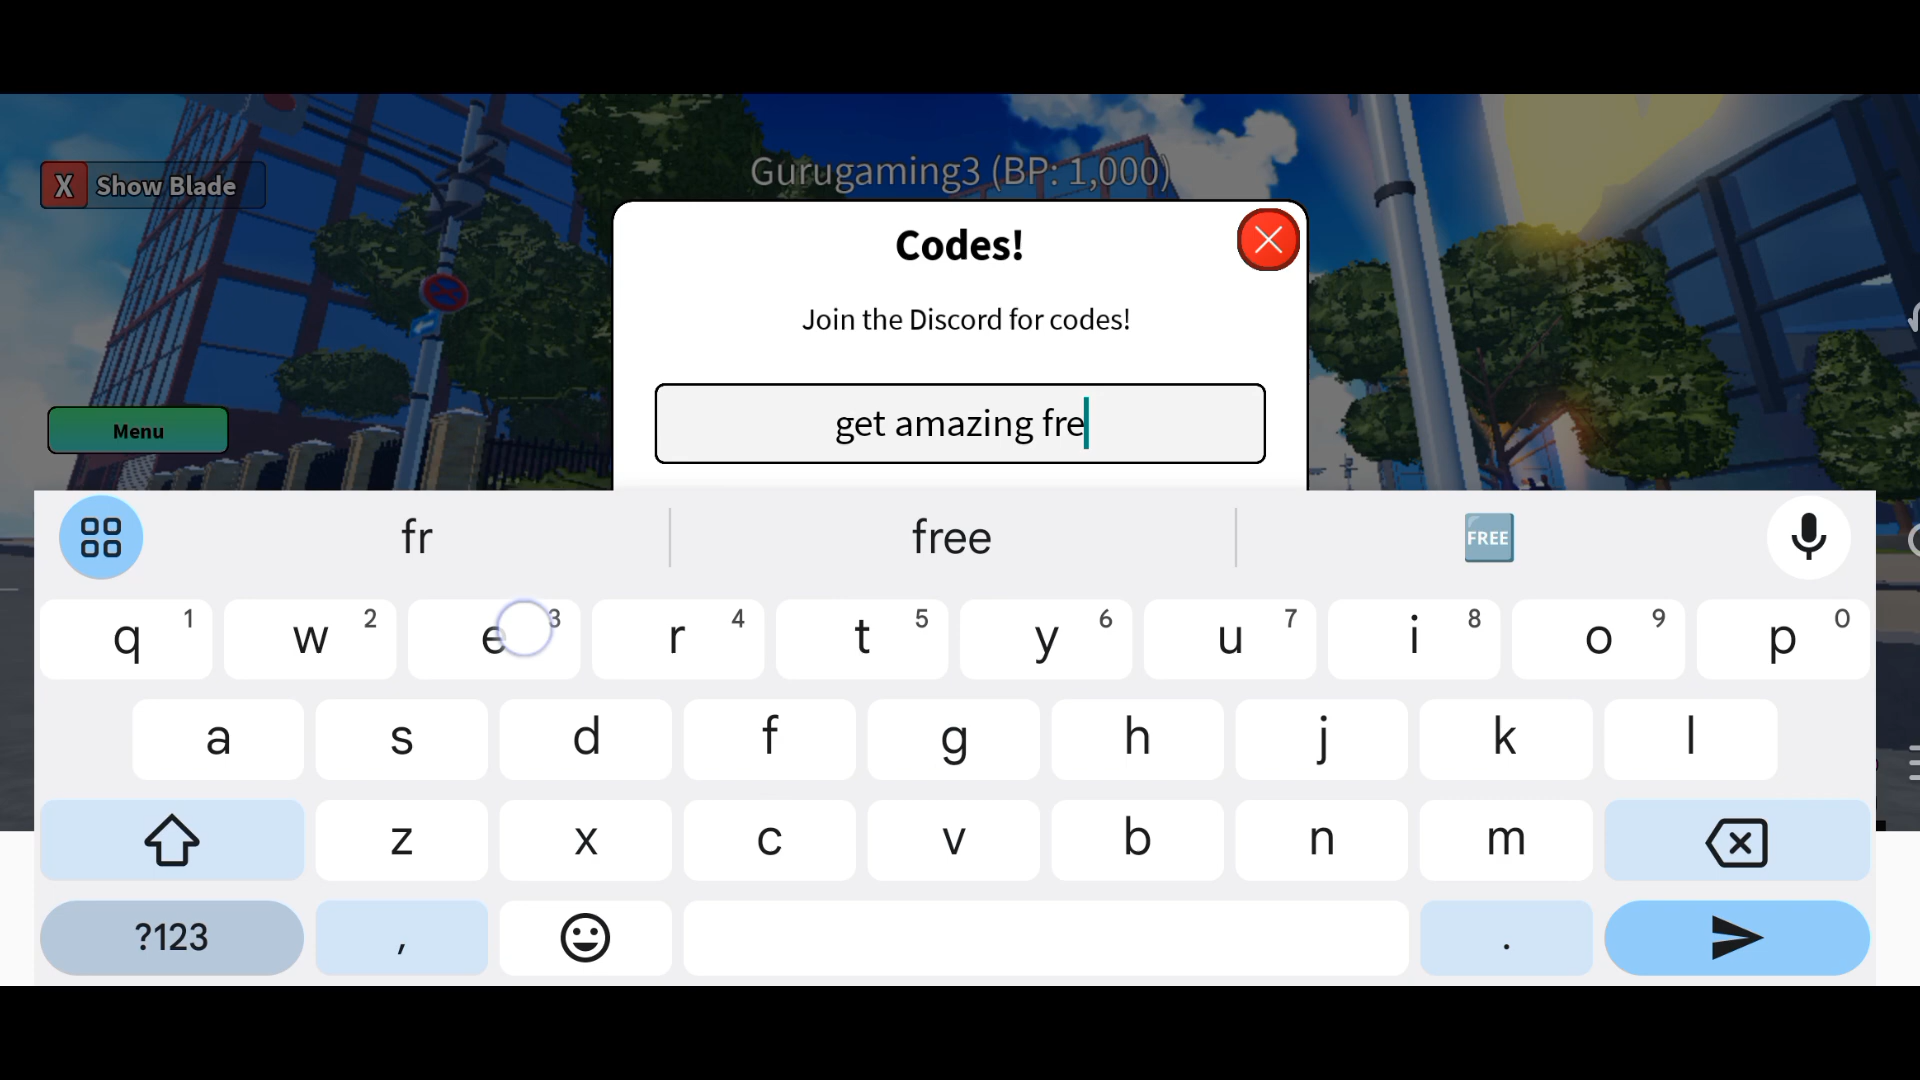 Gurugaming3 (BP: 1,000)
X Show Blade
Codes!
Join the Discord for codes!
get amazing fre
Menu
fr free FREE
q 1 w 2 e 3 r 4 t 5 y 6 u 7 i 8 o 9 p 0
a s d f g h j k l
z x c v b n m
?123 , .